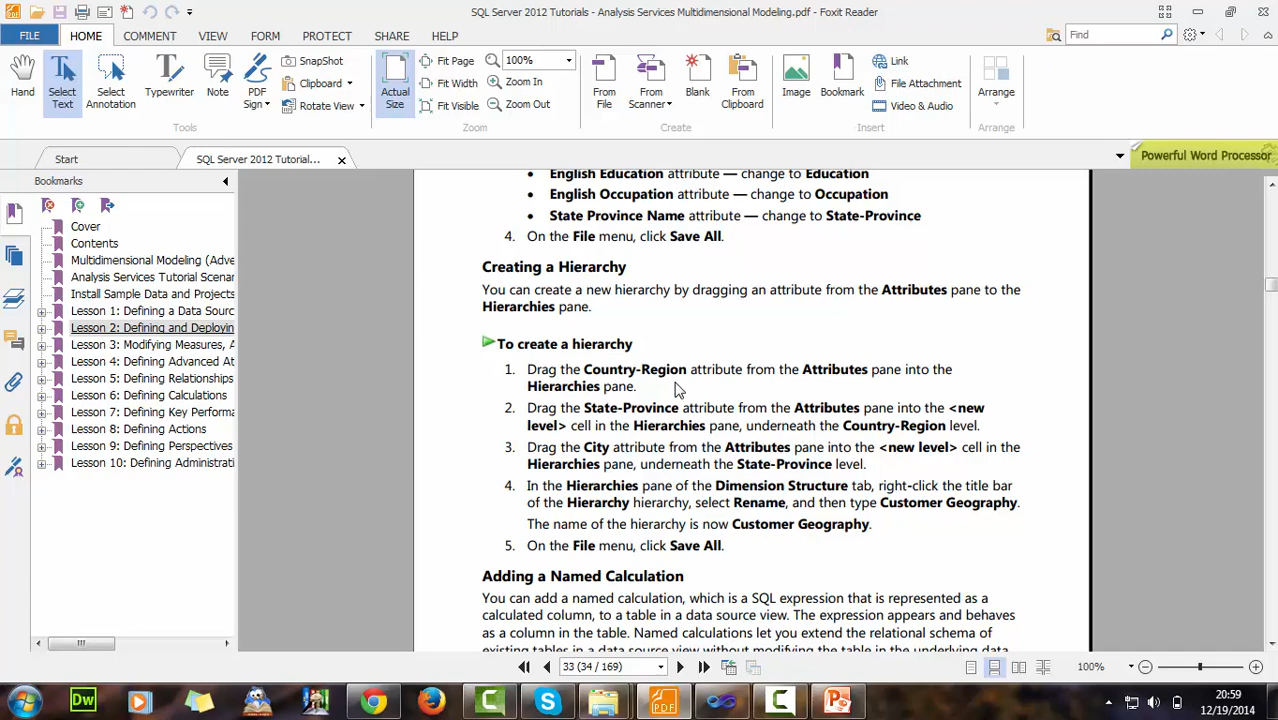 SQL Server 2012 Tutorials - Analysis Services Multidimensional Modeling.pdf - Foxit Reader
FILE HOME COMMENT VIEW FORM PROTECT SHARE HELP
Find
Hand
Select Text
Select Annotation
Typewriter
Note
PDF Sign
SnapShot
Clipboard
Rotate View
Tools
Actual Size
Fit Page
Fit Width
Fit Visible
100%
Zoom In
Zoom Out
Zoom
From File
From Scanner
Blank
From Clipboard
Create
Image
Bookmark
Link
File Attachment
Video & Audio
Insert
Arrange
Arrange
Start
SQL Server 2012 Tutorial...
Powerful Word Processor
Bookmarks
Cover
Contents
Multidimensional Modeling (Adve
Analysis Services Tutorial Scenar
Install Sample Data and Projects
Lesson 1: Defining a Data Sourc
Lesson 2: Defining and Deployin
Lesson 3: Modifying Measures, A
Lesson 4: Defining Advanced At
Lesson 5: Defining Relationships
Lesson 6: Defining Calculations
Lesson 7: Defining Key Performa
Lesson 8: Defining Actions
Lesson 9: Defining Perspectives
Lesson 10: Defining Administrati
• English Education attribute — change to Education
• English Occupation attribute — change to Occupation
• State Province Name attribute — change to State-Province
4. On the File menu, click Save All.
Creating a Hierarchy
You can create a new hierarchy by dragging an attribute from the Attributes pane to the
Hierarchies pane.
To create a hierarchy
1. Drag the Country-Region attribute from the Attributes pane into the
Hierarchies pane.
2. Drag the State-Province attribute from the Attributes pane into the <new
level> cell in the Hierarchies pane, underneath the Country-Region level.
3. Drag the City attribute from the Attributes pane into the <new level> cell in the
Hierarchies pane, underneath the State-Province level.
4. In the Hierarchies pane of the Dimension Structure tab, right-click the title bar
of the Hierarchy hierarchy, select Rename, and then type Customer Geography.
The name of the hierarchy is now Customer Geography.
5. On the File menu, click Save All.
Adding a Named Calculation
You can add a named calculation, which is a SQL expression that is represented as a
calculated column, to a table in a data source view. The expression appears and behaves
as a column in the table. Named calculations let you extend the relational schema of
existing tables in a data source view without modifying the table in the underlying data
33 (34 / 169)
100%
20:59
12/19/2014